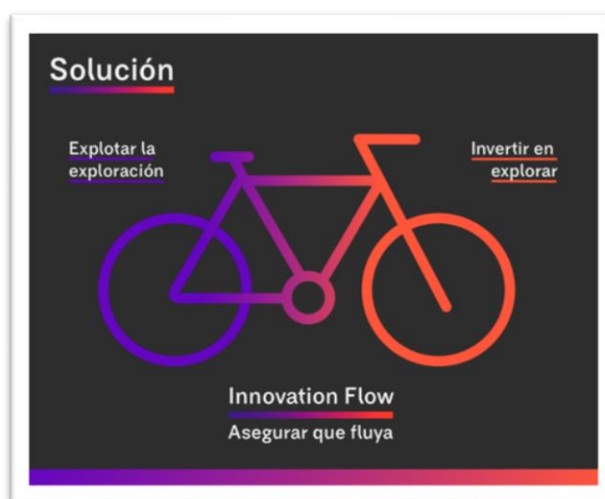 Solución
Explotar la
exploración
Invertir en
explorar
Innovation Flow
Asegurar que fluya